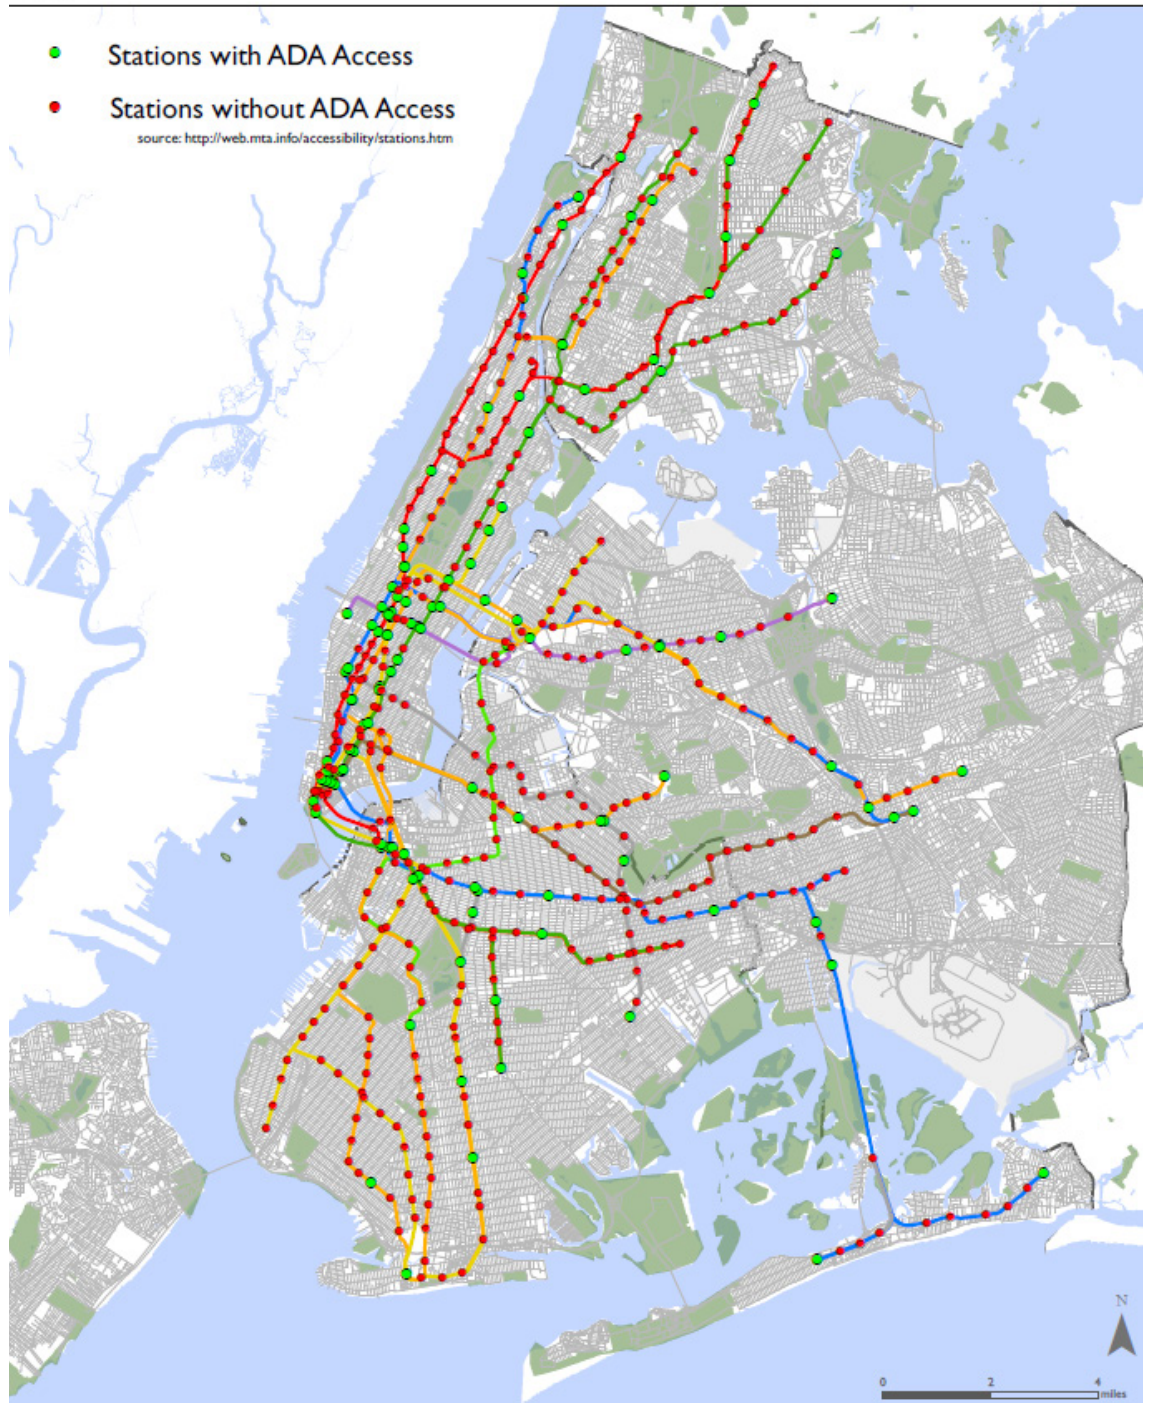 Stations with ADA Access
Stations without ADA Access
source: http://web.mta.info/accessibility/stations.htm
N
0 2 4
miles